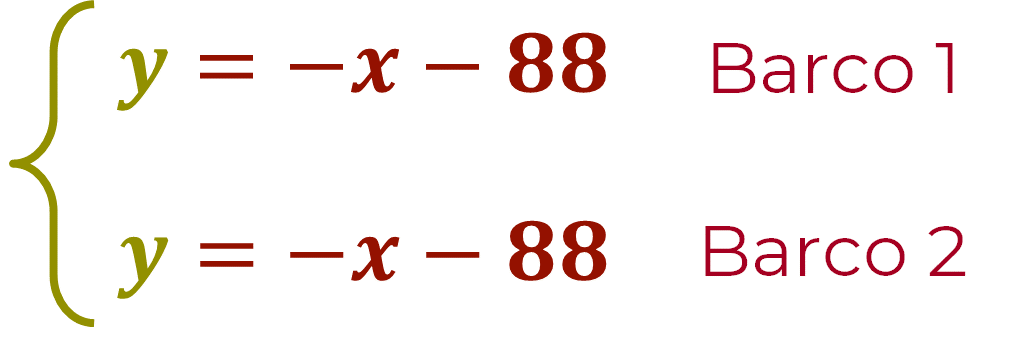 y = −x − 88 Barco 1
y = −x − 88 Barco 2